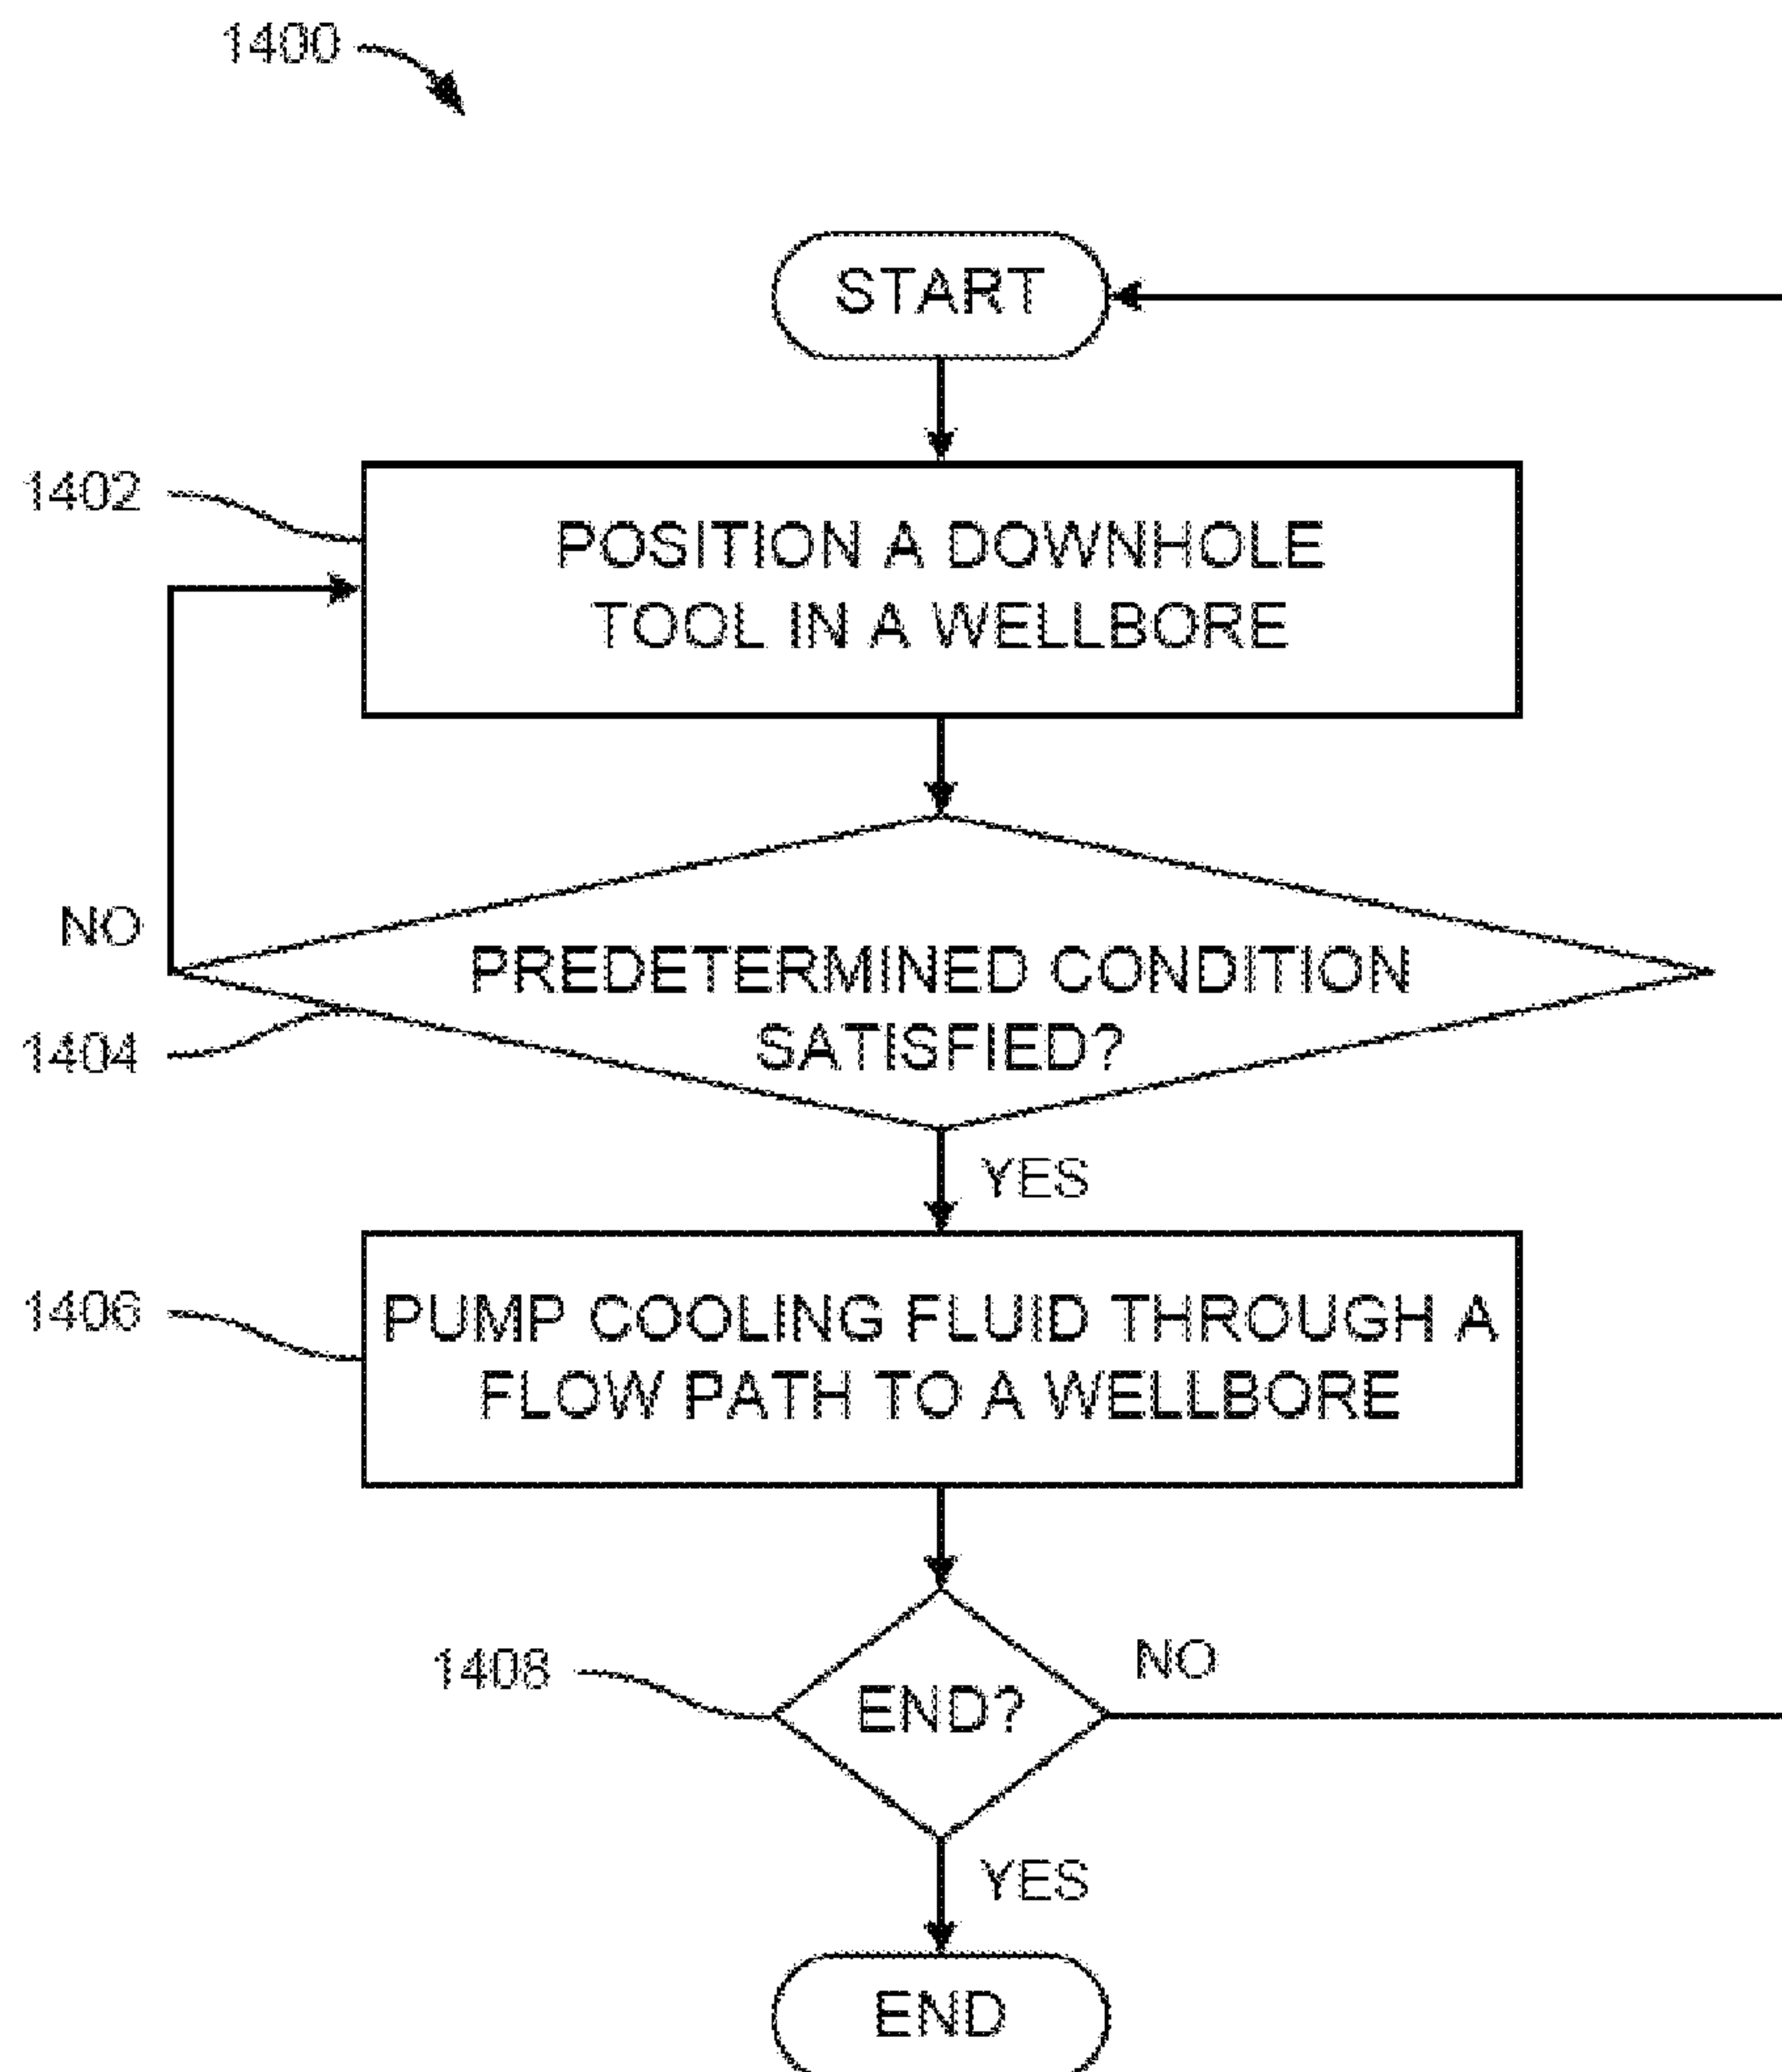 1400
START
1402
POSITION A DOWNHOLE
TOOL IN A WELLBORE
NO
PREDETERMINED CONDITION
SATISFIED?
1404
YES
1406
PUMP COOLING FLUID THROUGH A
FLOW PATH TO A WELLBORE
1408
END?
NO
YES
END